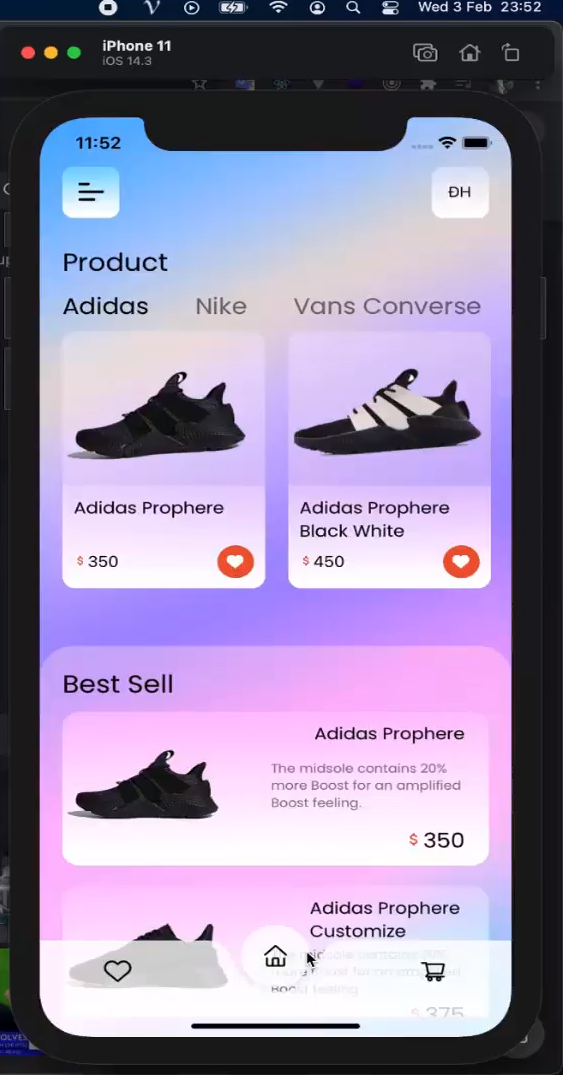 Wed 3 Feb 23:52
iPhone 11
iOS 14.3
11:52
ĐH
Product
Adidas Nike Vans Converse
Adidas Prophere
$ 350
Adidas Prophere
Black White
$ 450
Best Sell
Adidas Prophere
The midsole contains 20%
more Boost for an amplified
Boost feeling.
$ 350
Adidas Prophere
Customize
$ 375